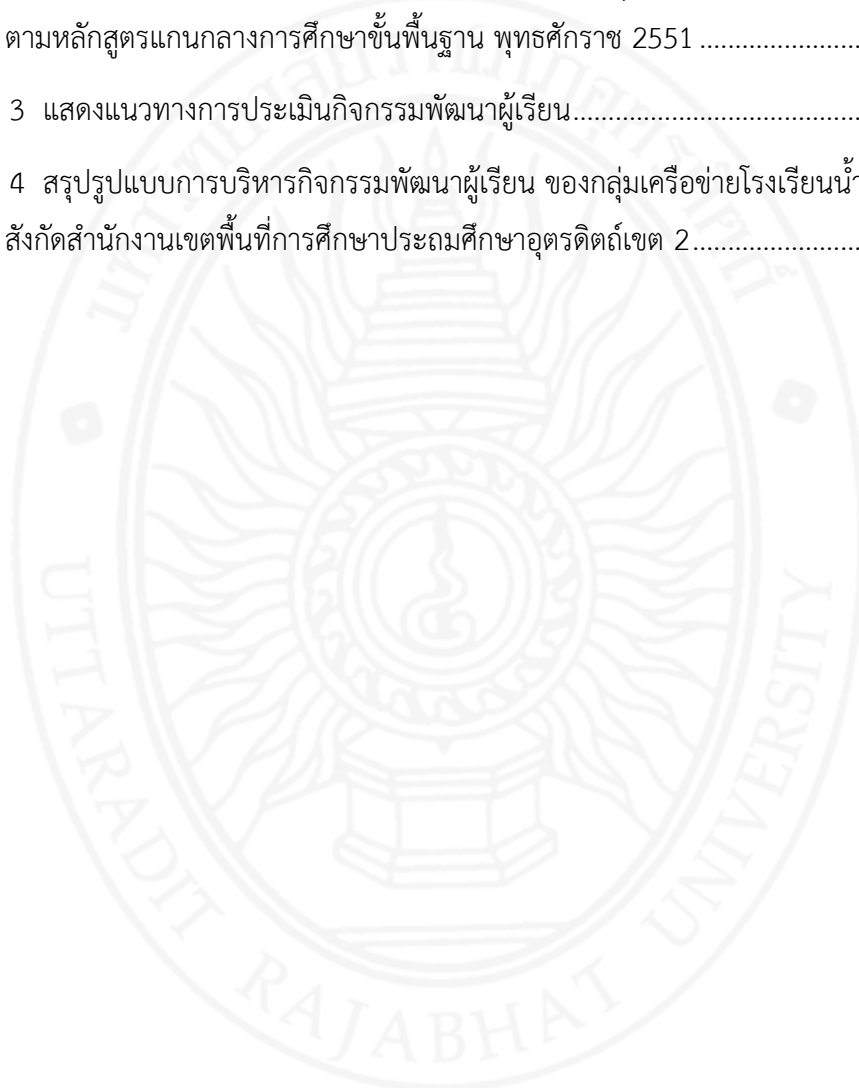 ตามหลักสูตรแกนกลางการศึกษาขั้นพื้นฐาน พุทธศักราช 2551 ......................
3 แสดงแนวทางการประเมินกิจกรรมพัฒนาผู้เรียน........................................
4 สรุปรูปแบบการบริหารกิจกรรมพัฒนาผู้เรียน ของกลุ่มเครือข่ายโรงเรียน
สังกัดสำนักงานเขตพื้นที่การศึกษาประถมศึกษาอุตรดิตถ์เขต 2.......................
UTTARADIT RAJABHAT UNIVERSITY